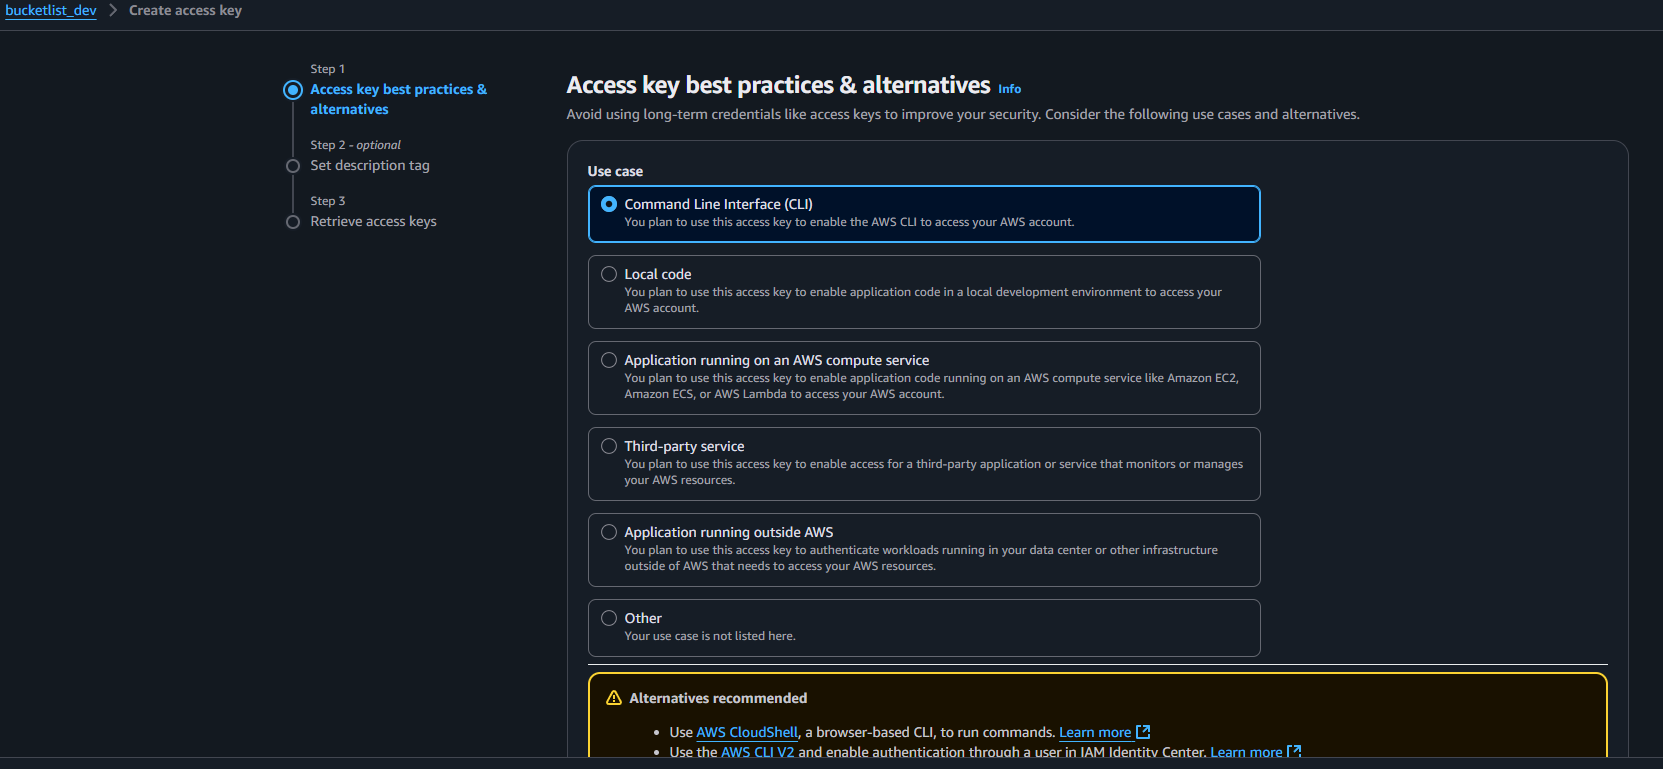 bucketlist_dev > Create access key
Step 1
Access key best practices &
alternatives
Step 2 - optional
Set description tag
Step 3
Retrieve access keys
Access key best practices & alternatives Info
Avoid using long-term credentials like access keys to improve your security. Consider the following use cases and alternatives.
Use case
Command Line Interface (CLI)
You plan to use this access key to enable the AWS CLI to access your AWS account.
Local code
You plan to use this access key to enable application code in a local development environment to access your
AWS account.
Application running on an AWS compute service
You plan to use this access key to enable application code running on an AWS compute service like Amazon EC2,
Amazon ECS, or AWS Lambda to access your AWS account.
Third-party service
You plan to use this access key to enable access for a third-party application or service that monitors or manages
your AWS resources.
Application running outside AWS
You plan to use this access key to authenticate workloads running in your data center or other infrastructure
outside of AWS that needs to access your AWS resources.
Other
Your use case is not listed here.
Alternatives recommended
• Use AWS CloudShell, a browser-based CLI, to run commands. Learn more
• Use the AWS CLI V2 and enable authentication through a user in IAM Identity Center. Learn more